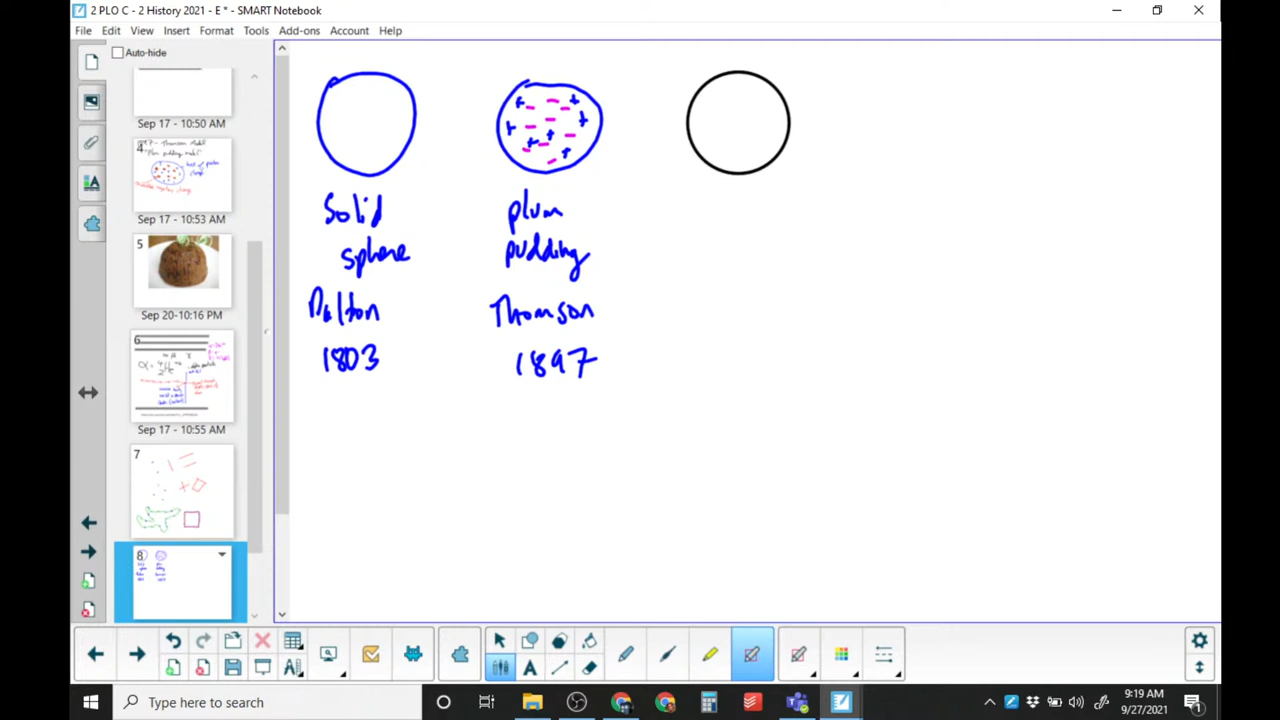 2 PLO C - 2 History 2021 - E * - SMART Notebook
File Edit View Insert Format Tools Add-ons Account Help
Auto-hide
Sep 17 - 10:50 AM
4
Sep 17 - 10:53 AM
5
Sep 20-10:16 PM
6
Sep 17 - 10:55 AM
7
8
Solid
sphere
Dalton
1803
plum
pudding
Thomson
1897
Type here to search
9:19 AM
9/27/2021
1